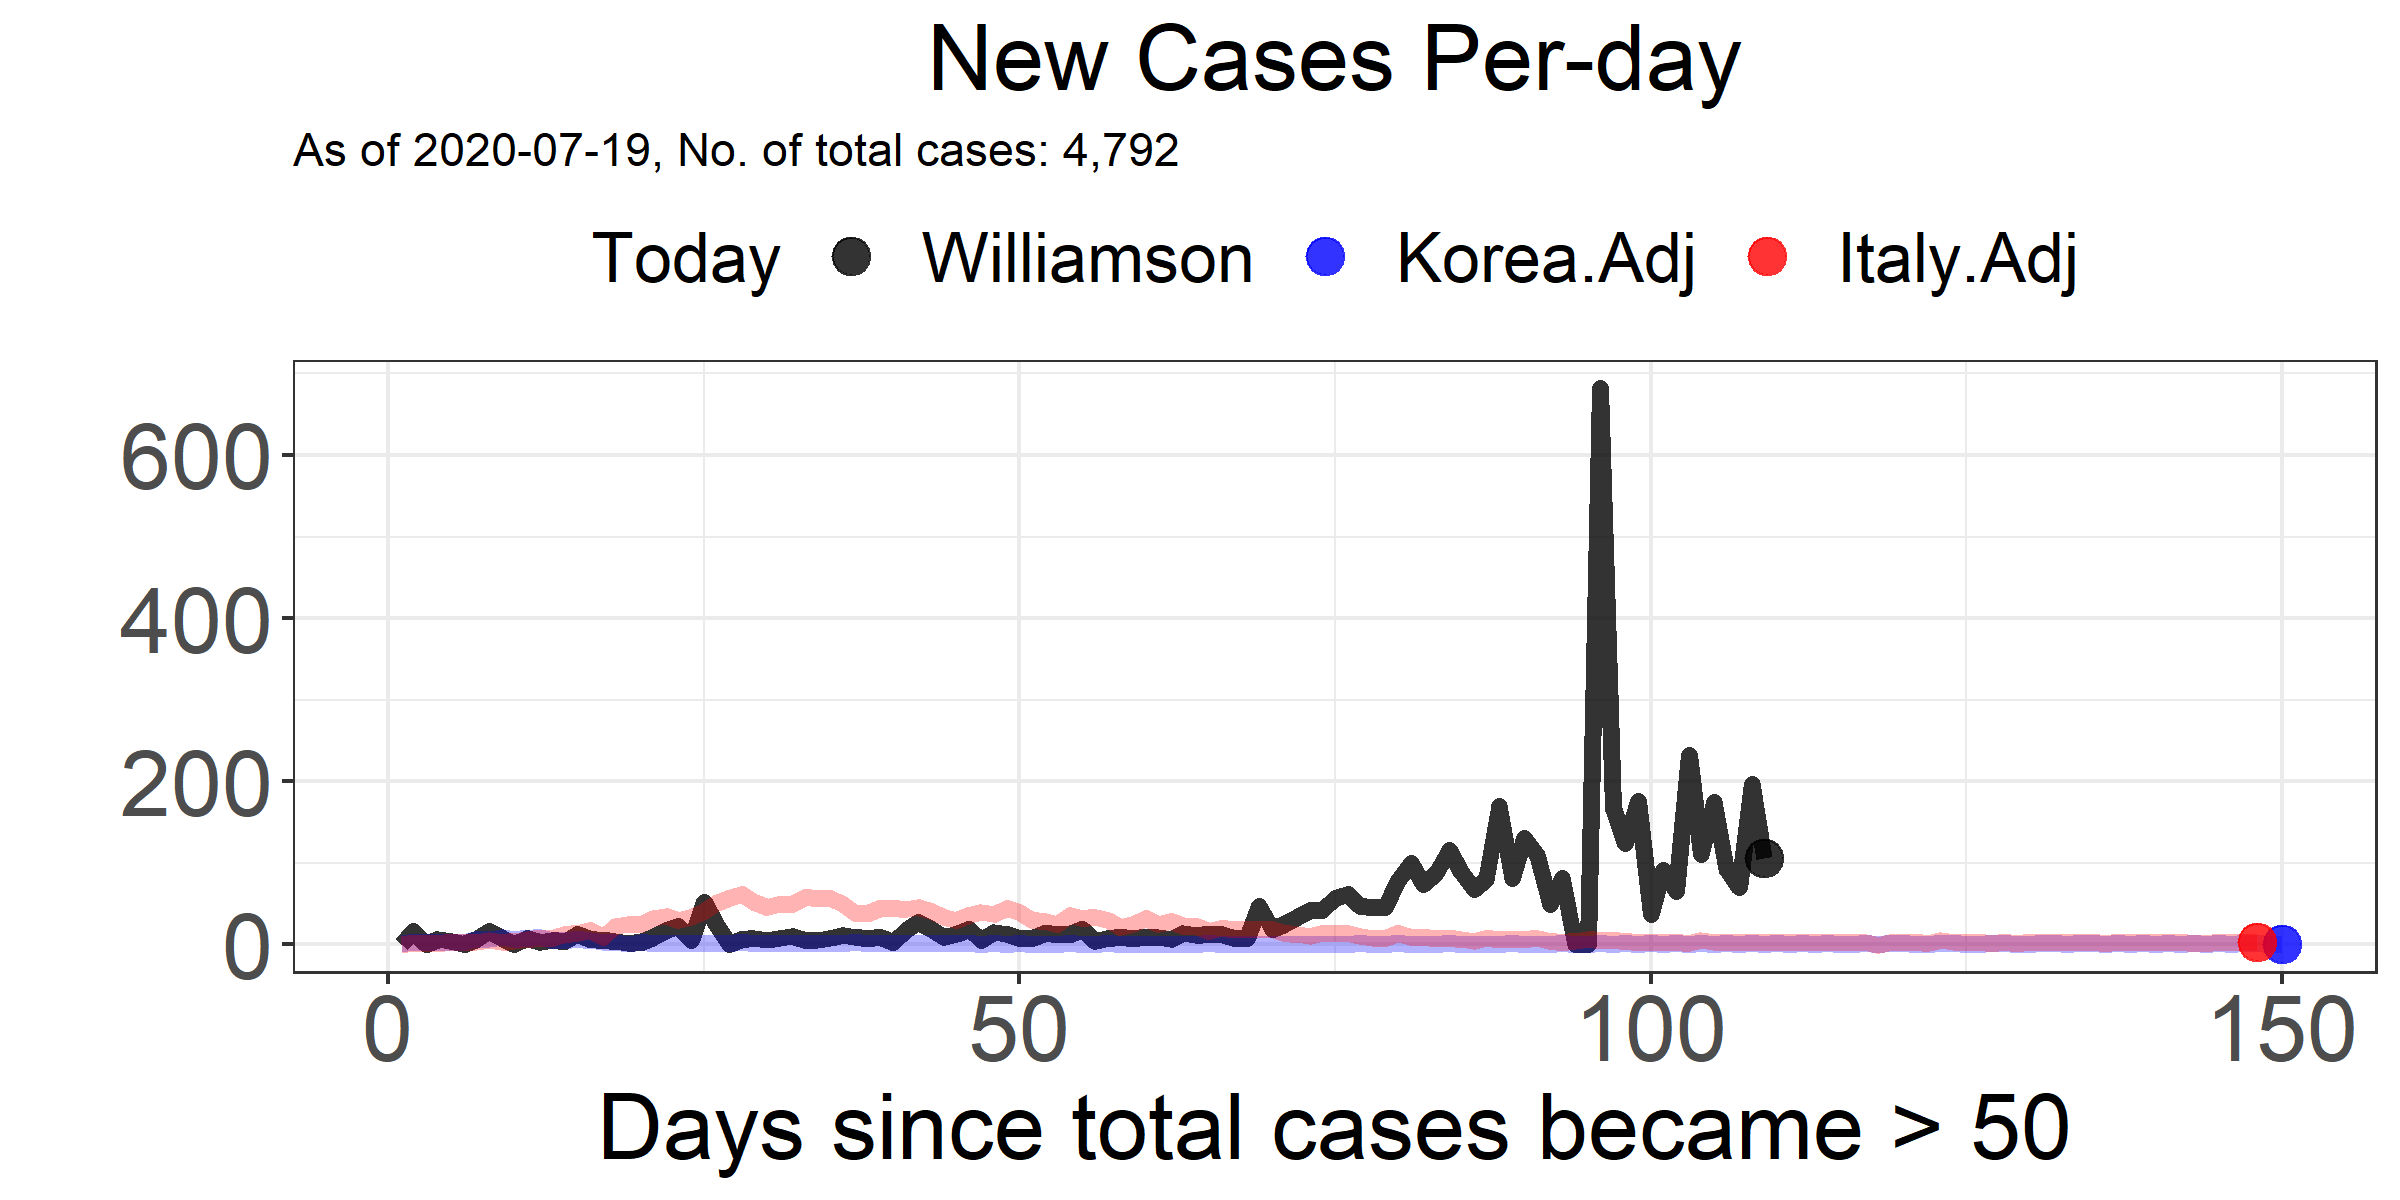 New Cases Per-day
As of 2020-07-19, No. of total cases: 4,792
Today Williamson Korea.Adj Italy.Adj
600
400
200
0
0 50 100 150
Days since total cases became > 50